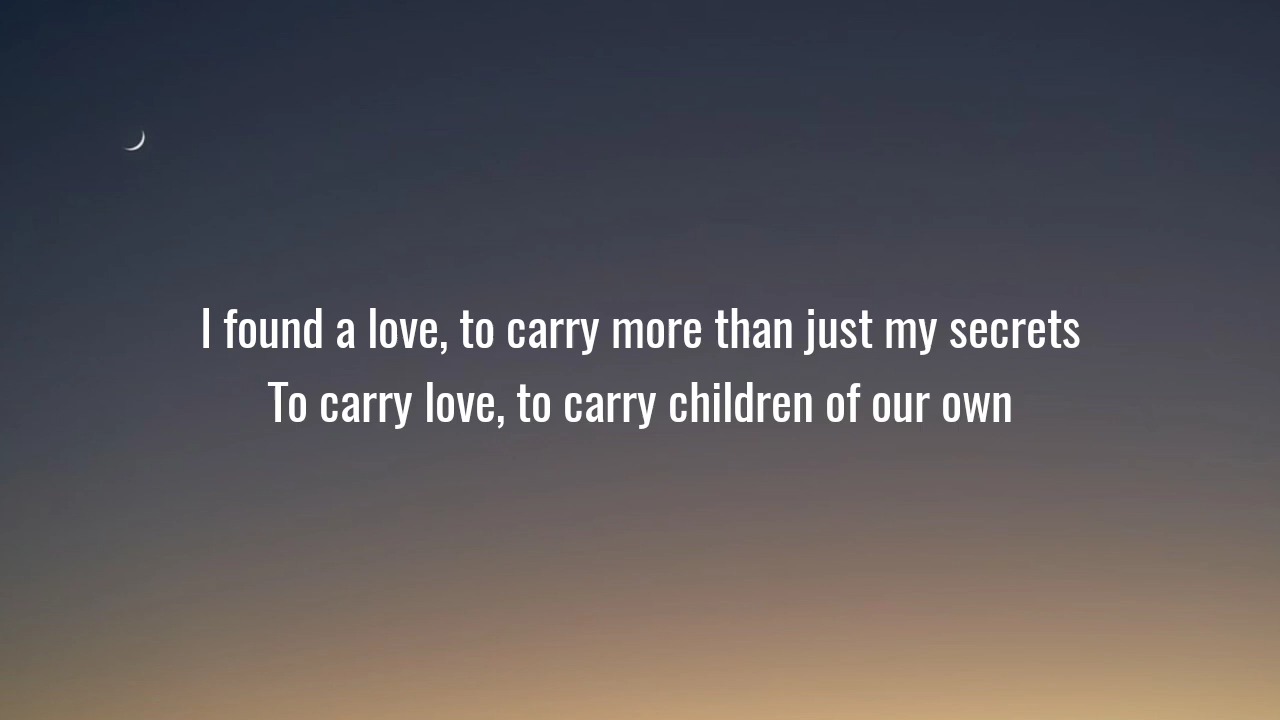 I found a love, to carry more than just my secrets
To carry love, to carry children of our own